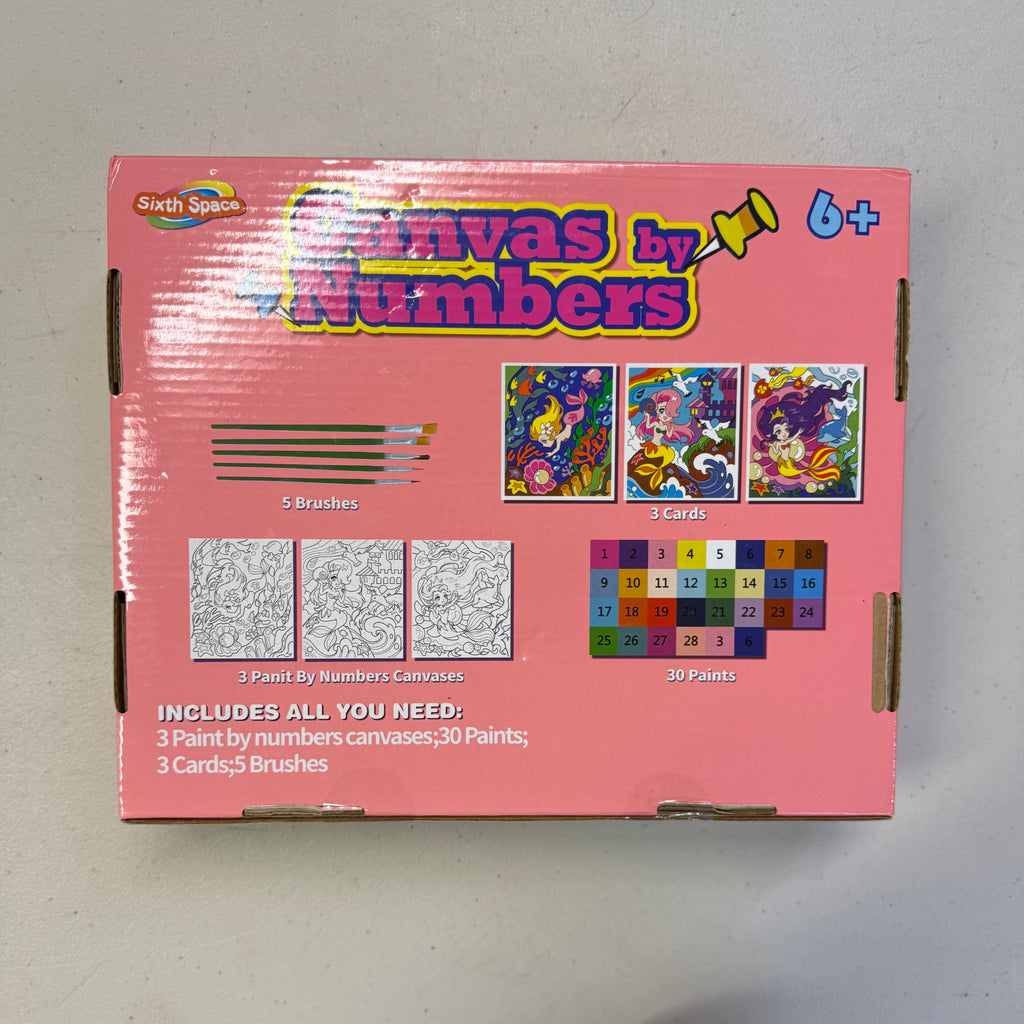 Sixth Space
Canvas by
Numbers
6+
5 Brushes
3 Cards
1 2 3 4 5 6 7 8
9 10 11 12 13 14 15 16
17 18 19 20 21 22 23 24
25 26 27 28 3 6
3 Panit By Numbers Canvases
30 Paints
INCLUDES ALL YOU NEED:
3 Paint by numbers canvases;30 Paints;
3 Cards;5 Brushes